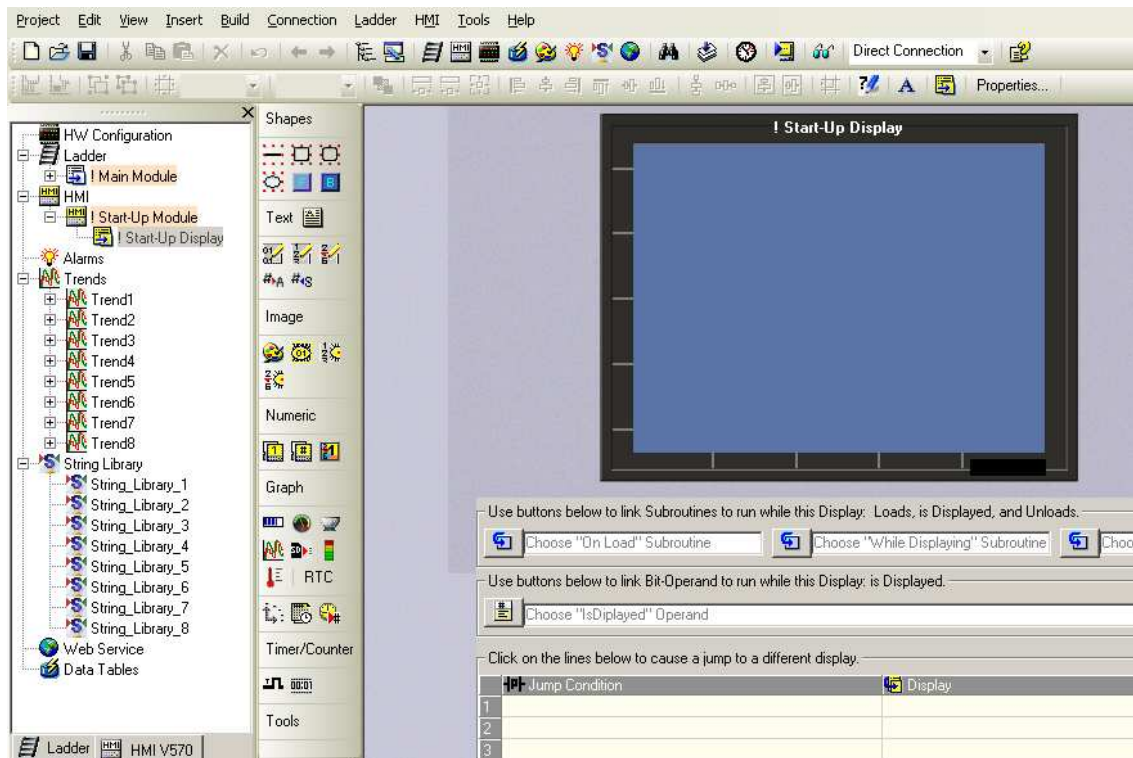 Project Edit View Insert Build Connection Ladder HMI Tools Help
Direct Connection
Properties...
HW Configuration
Ladder
! Main Module
HMI
! Start-Up Module
! Start-Up Display
Alarms
Trends
Trend1
Trend2
Trend3
Trend4
Trend5
Trend6
Trend7
Trend8
String Library
String_Library_1
String_Library_2
String_Library_3
String_Library_4
String_Library_5
String_Library_6
String_Library_7
String_Library_8
Web Service
Data Tables
Ladder HMI V570
Shapes
Text
Image
Numeric
Graph
RTC
Timer/Counter
Tools
! Start-Up Display
Use buttons below to link Subroutines to run while this Display: Loads, is Displayed, and Unloads.
Choose "On Load" Subroutine Choose "While Displaying" Subroutine Choo
Use buttons below to link Bit-Operand to run while this Display: is Displayed.
Choose "IsDiplayed" Operand
Click on the lines below to cause a jump to a different display.
Jump Condition Display
1
2
3